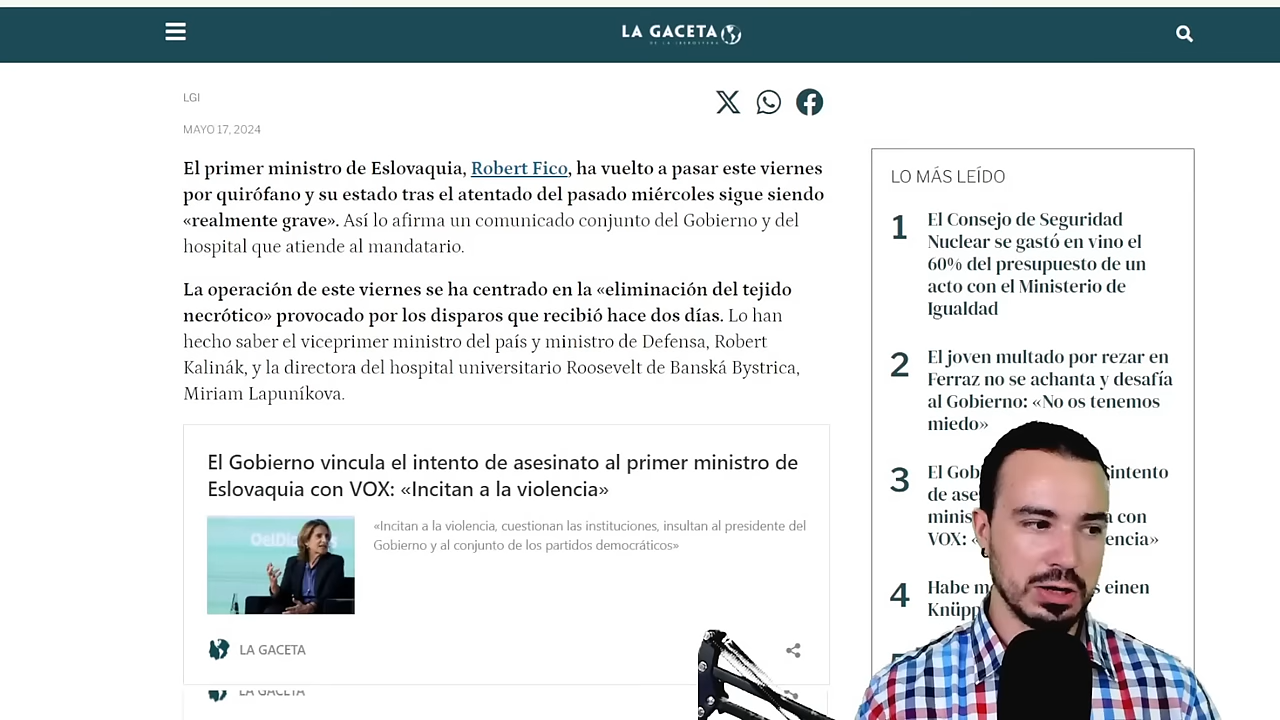 LA GACETA
DE LA IBEROSFERA
LGI
MAYO 17, 2024
El primer ministro de Eslovaquia, Robert Fico, ha vuelto a pasar este viernes
por quirófano y su estado tras el atentado del pasado miércoles sigue siendo
«realmente grave». Así lo afirma un comunicado conjunto del Gobierno y del
hospital que atiende al mandatario.
La operación de este viernes se ha centrado en la «eliminación del tejido
necrótico» provocado por los disparos que recibió hace dos días. Lo han
hecho saber el viceprimer ministro del país y ministro de Defensa, Robert
Kalinák, y la directora del hospital universitario Roosevelt de Banská Bystrica,
Miriam Lapuníkova.
El Gobierno vincula el intento de asesinato al primer ministro de
Eslovaquia con VOX: «Incitan a la violencia»
«Incitan a la violencia, cuestionan las instituciones, insultan al presidente del
Gobierno y al conjunto de los partidos democráticos»
LA GACETA
LA GACETA
LO MÁS LEÍDO
1
El Consejo de Seguridad
Nuclear se gastó en vino el
60% del presupuesto de un
acto con el Ministerio de
Igualdad
2
El joven multado por rezar en
Ferraz no se achanta y desafía
al Gobierno: «No os tenemos
miedo»
3
El intento
de
con
VOX:
4
Habe einen